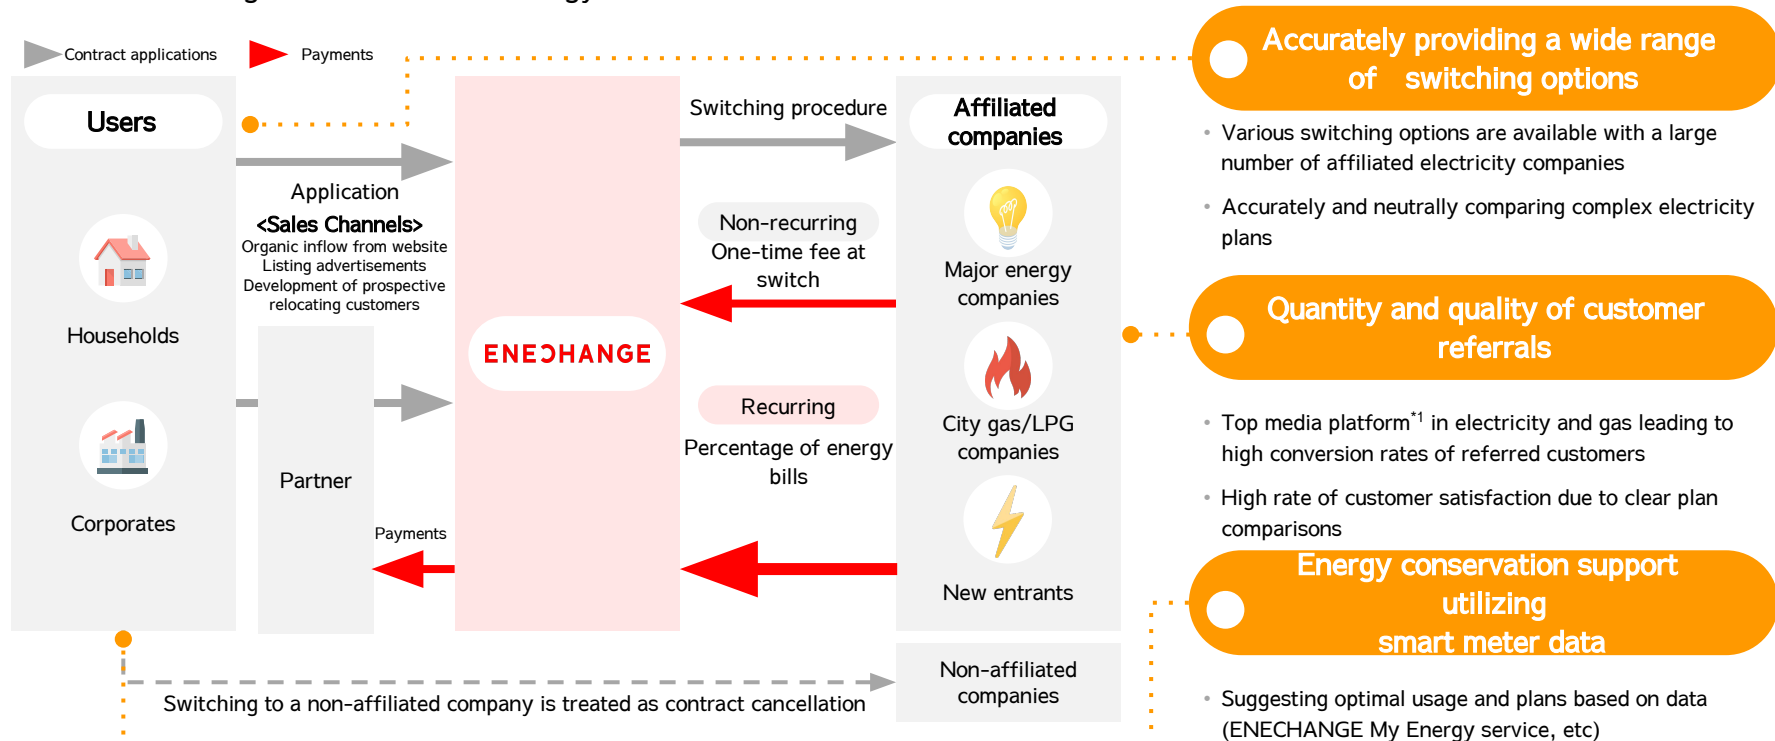 Contract applications
Payments
Users
Application
<Sales Channels>
Organic inflow from website
Listing advertisements
Development of prospective
relocating customers
Households
Corporates
Partner
Payments
ENECHANGE
Switching procedure
Non-recurring
One-time fee at
switch
Recurring
Percentage of energy
bills
Affiliated
companies
Major energy
companies
City gas/LPG
companies
New entrants
Non-affiliated
companies
Switching to a non-affiliated company is treated as contract cancellation
Accurately providing a wide range
of switching options
• Various switching options are available with a large
number of affiliated electricity companies
• Accurately and neutrally comparing complex electricity
plans
Quantity and quality of customer
referrals
• Top media platform*1 in electricity and gas leading to
high conversion rates of referred customers
• High rate of customer satisfaction due to clear plan
comparisons
Energy conservation support
utilizing
smart meter data
• Suggesting optimal usage and plans based on data
(ENECHANGE My Energy service, etc)